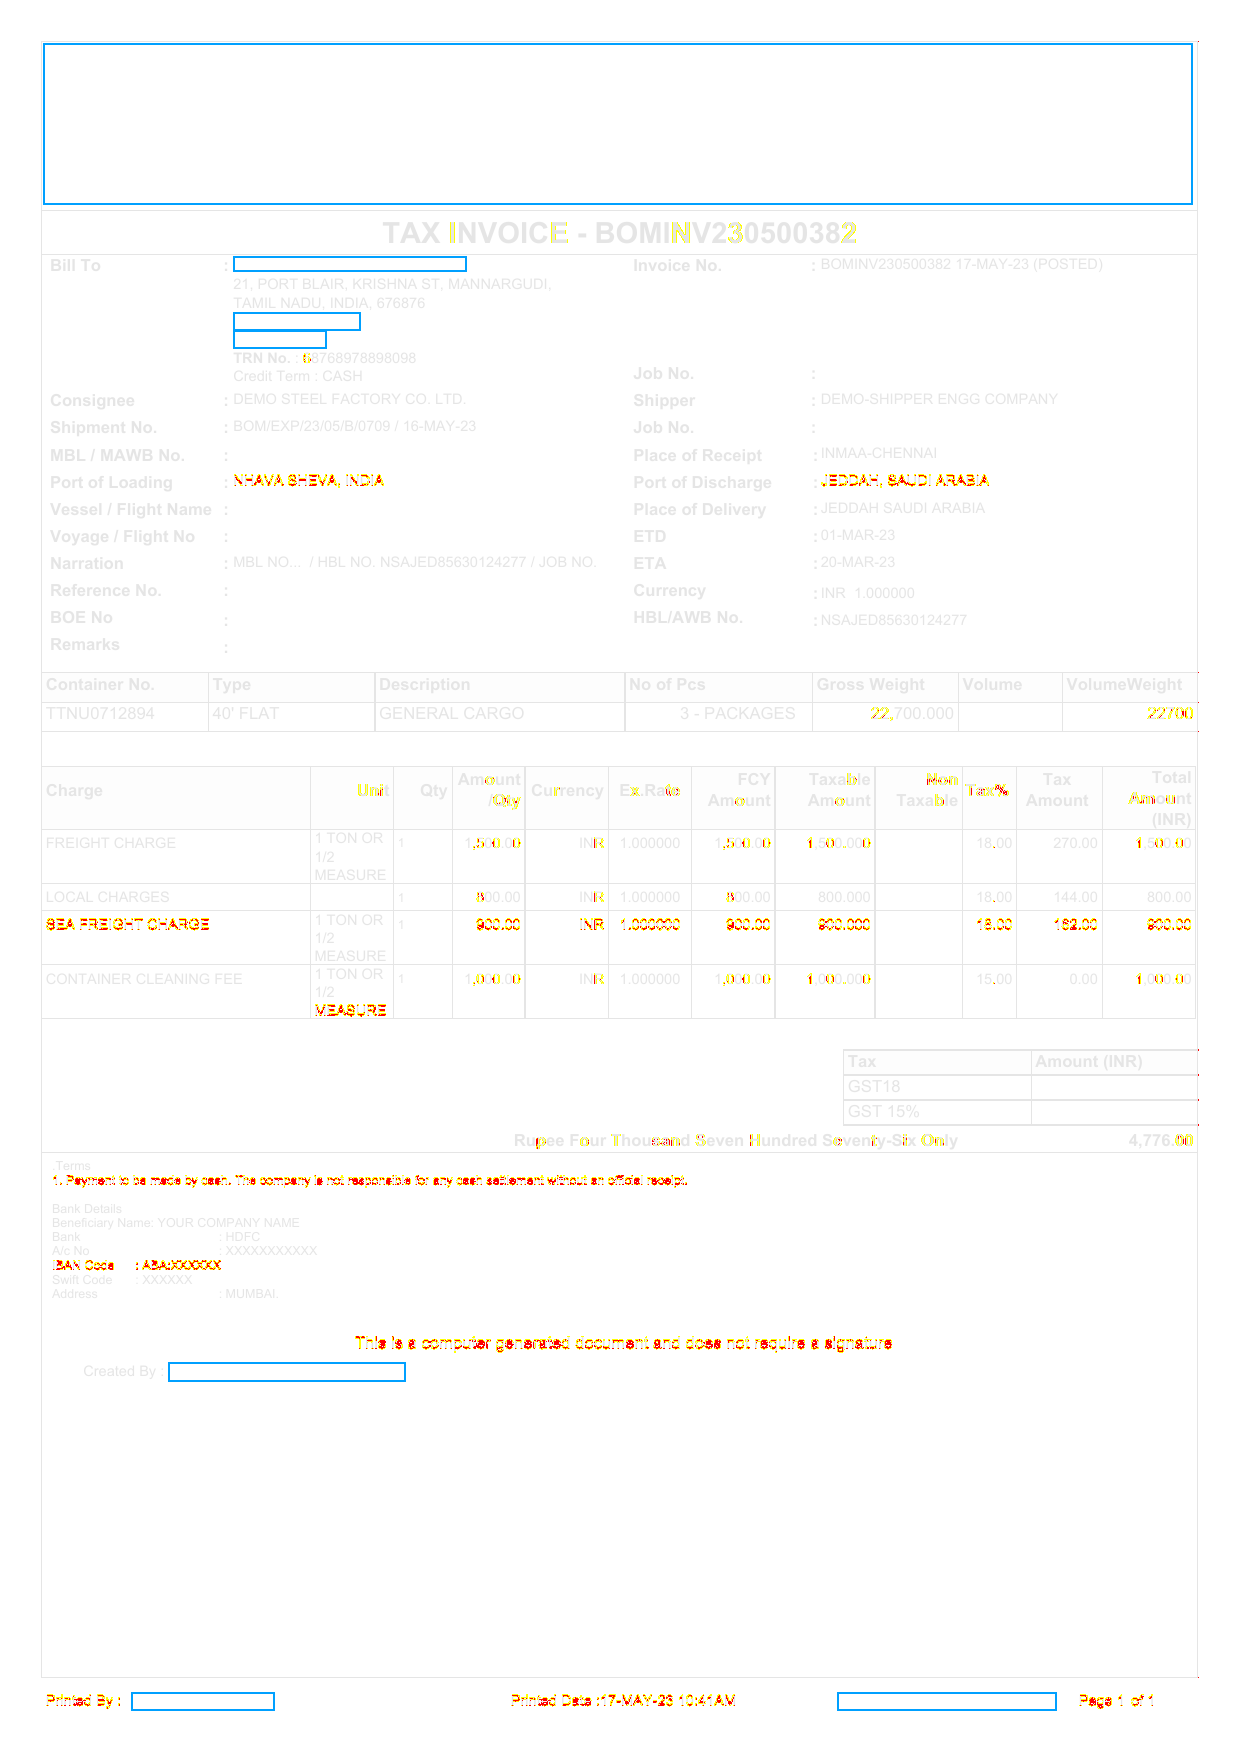 TAX INVOICE - BOMINV230500382
Bill To :
21, PORT BLAIR, KRISHNA ST, MANNARGUDI,
TAMIL NADU, INDIA, 676876
TRN No. : 98768978898098
Credit Term : CASH
Invoice No. : BOMINV230500382 17-MAY-23 (POSTED)
Job No. :
Consignee : DEMO STEEL FACTORY CO. LTD.
Shipper : DEMO-SHIPPER ENGG COMPANY
Shipment No. : BOM/EXP/23/05/B/0709 / 16-MAY-23
Job No. :
MBL / MAWB No. :
Place of Receipt : INMAA-CHENNAI
Port of Loading : NHAVA SHEVA, INDIA
Port of Discharge : JEDDAH, SAUDI ARABIA
Vessel / Flight Name :
Place of Delivery : JEDDAH SAUDI ARABIA
Voyage / Flight No :
ETD : 01-MAR-23
Narration : MBL NO... / HBL NO. NSAJED85630124277 / JOB NO.
ETA : 20-MAR-23
Reference No. :
Currency : INR 1.000000
BOE No :
HBL/AWB No. : NSAJED85630124277
Remarks :
Container No. Type Description No of Pcs Gross Weight Volume VolumeWeight
TTNU0712894 40' FLAT GENERAL CARGO 3 - PACKAGES 22,700.000 22700
Charge Unit Qty Amount /Qty Currency Ex.Rate FCY Amount Taxable Amount Non Taxable Tax% Tax Amount Total Amount (INR)
FREIGHT CHARGE 1 TON OR 1/2 MEASURE 1 1,500.00 INR 1.000000 1,500.00 1,500.000 18.00 270.00 1,500.00
LOCAL CHARGES 1 800.00 INR 1.000000 800.00 800.000 18.00 144.00 800.00
SEA FREIGHT CHARGE 1 TON OR 1/2 MEASURE 1 900.00 INR 1.000000 900.00 900.000 18.00 162.00 900.00
CONTAINER CLEANING FEE 1 TON OR 1/2 MEASURE 1 1,000.00 INR 1.000000 1,000.00 1,000.000 15.00 0.00 1,000.00
Tax Amount (INR)
GST18
GST 15%
Rupee Four Thousand Seven Hundred Seventy-Six Only 4,776.00
.Terms
1. Payment to be made by cash. The company is not responsible for any cash settlement without an official receipt.
Bank Details
Beneficiary Name: YOUR COMPANY NAME
Bank : HDFC
A/c No : XXXXXXXXXXX
IBAN Code : ABA:XXXXXX
Swift Code : XXXXXX
Address : MUMBAI.
This is a computer generated document and does not require a signature
Created By :
Printed By :
Printed Date :17-MAY-23 10:41AM
Page 1 of 1